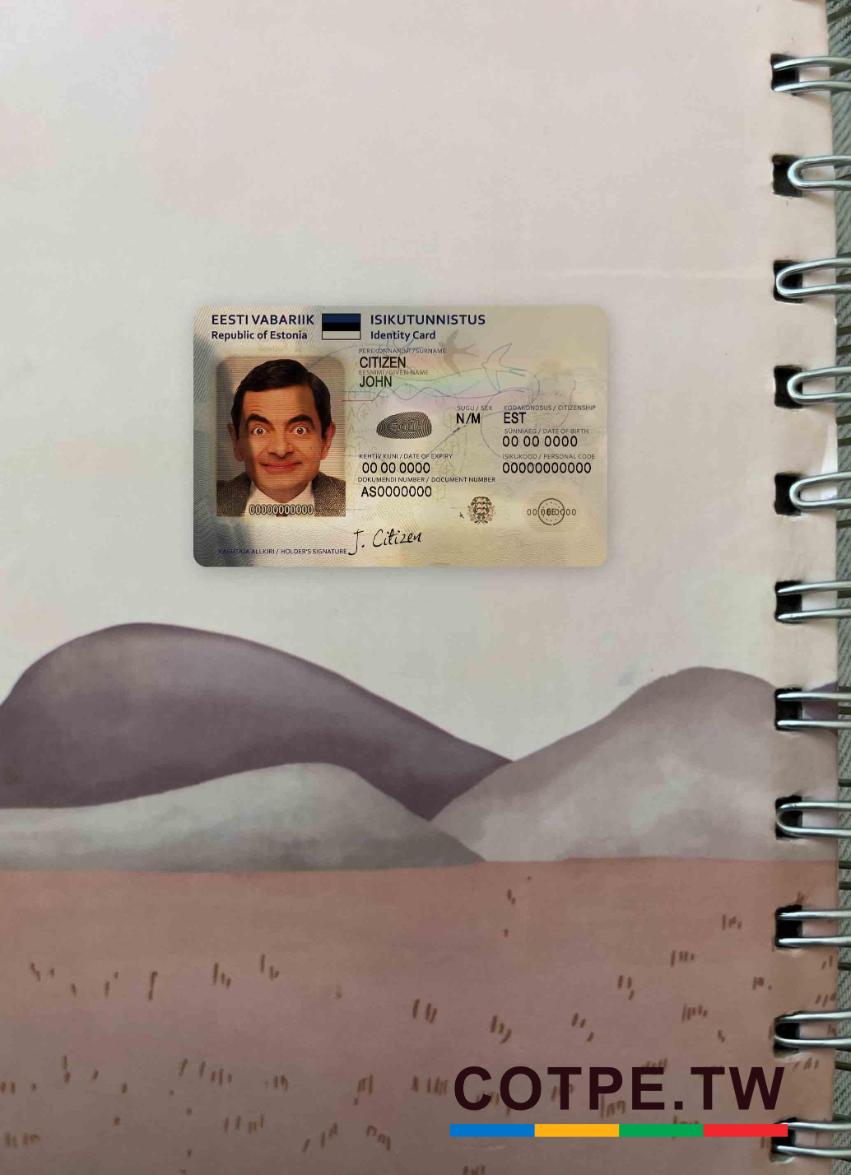 EESTI VABARIIK ISIKUTUNNISTUS
Republic of Estonia Identity Card
PEREKONNANIMI/SURNAME
CITIZEN
EESNIMI/GIVEN NAME
JOHN
SUGU / SEX KODAKONDSUS / CITIZENSHIP
N/M EST
SÜNNIAEG / DATE OF BIRTH
00 00 0000
KEHTIV KUNI / DATE OF EXPIRY ISIKUKOOD / PERSONAL CODE
00 00 0000 00000000000
DOKUMENDI NUMBER / DOCUMENT NUMBER
AS0000000
00000000000
J. Citizen
KASUTAJA ALLKIRI / HOLDER'S SIGNATURE
COTPE.TW